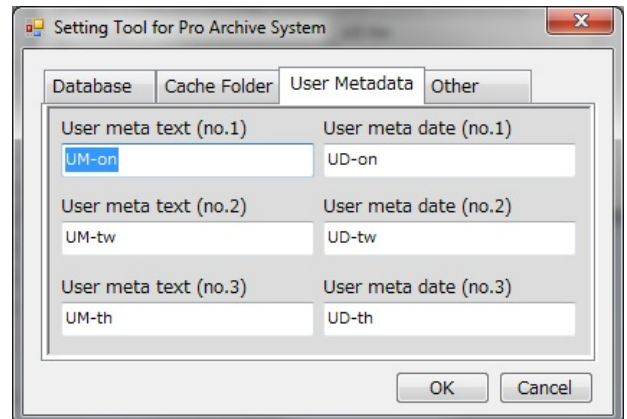 Setting Tool for Pro Archive System
Database Cache Folder User Metadata Other
User meta text (no.1) User meta date (no.1)
UM-on UD-on
User meta text (no.2) User meta date (no.2)
UM-tw UD-tw
User meta text (no.3) User meta date (no.3)
UM-th UD-th
OK Cancel